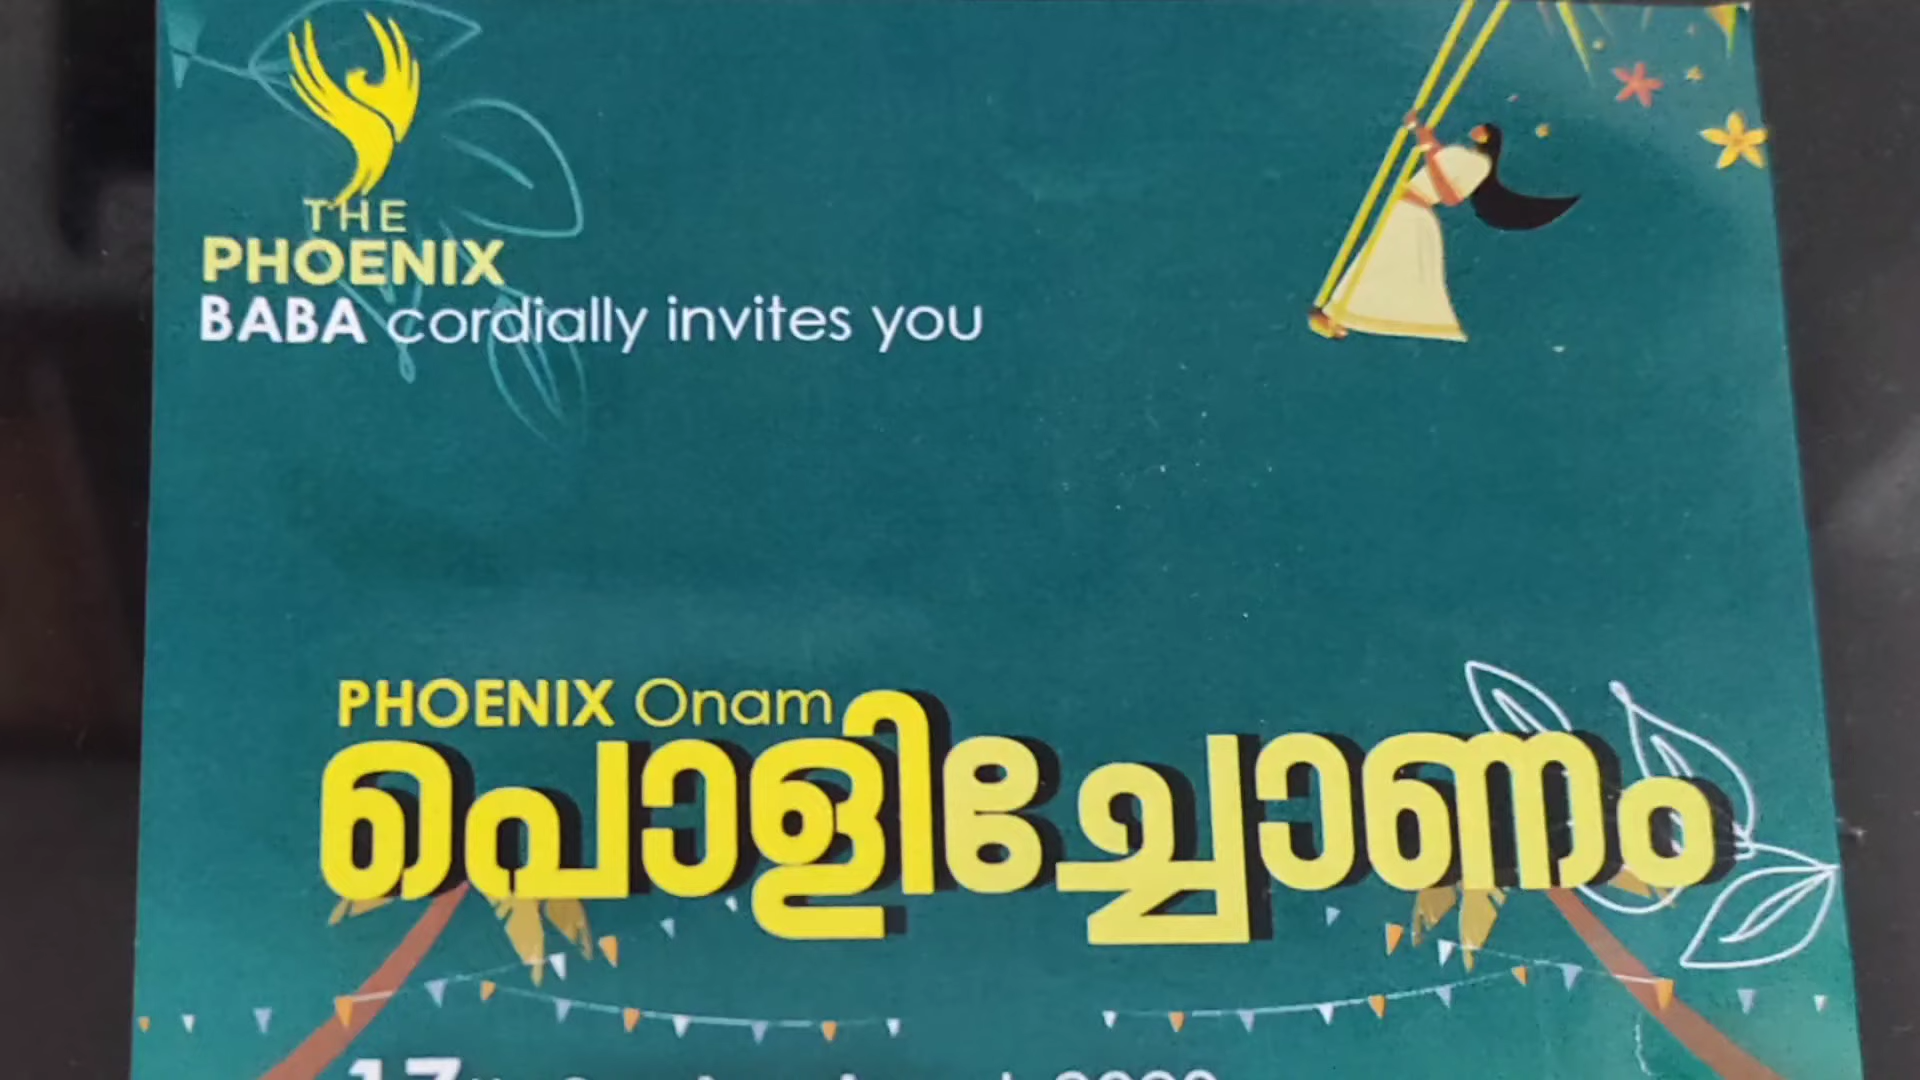 THE
PHOENIX
BABA cordially invites you
PHOENIX Onam
പൊളിച്ചോണം